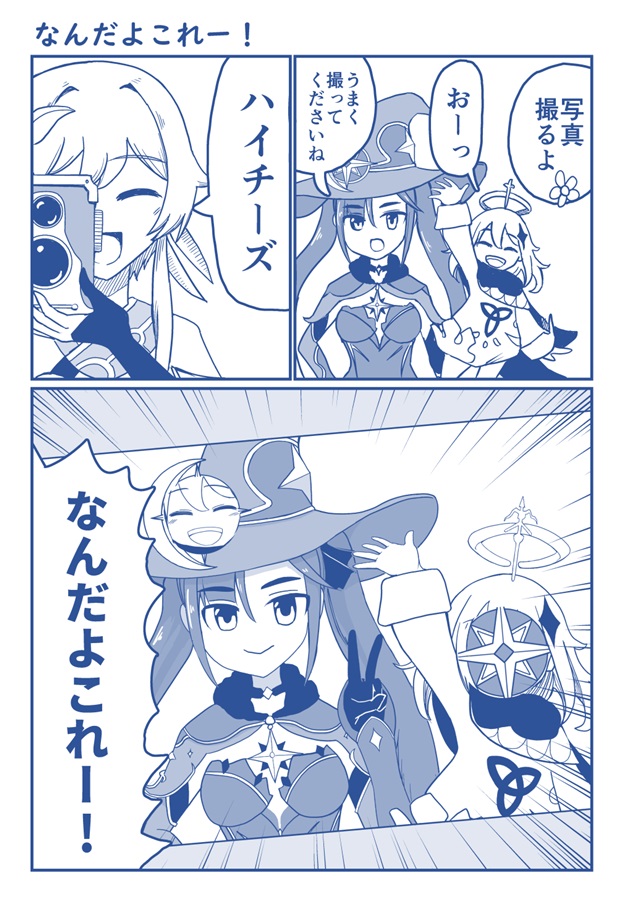 なんだよこれー！
写真
撮るよ
おーっ
うまく
撮って
くださいね
ハイチーズ
なんだよこれー！